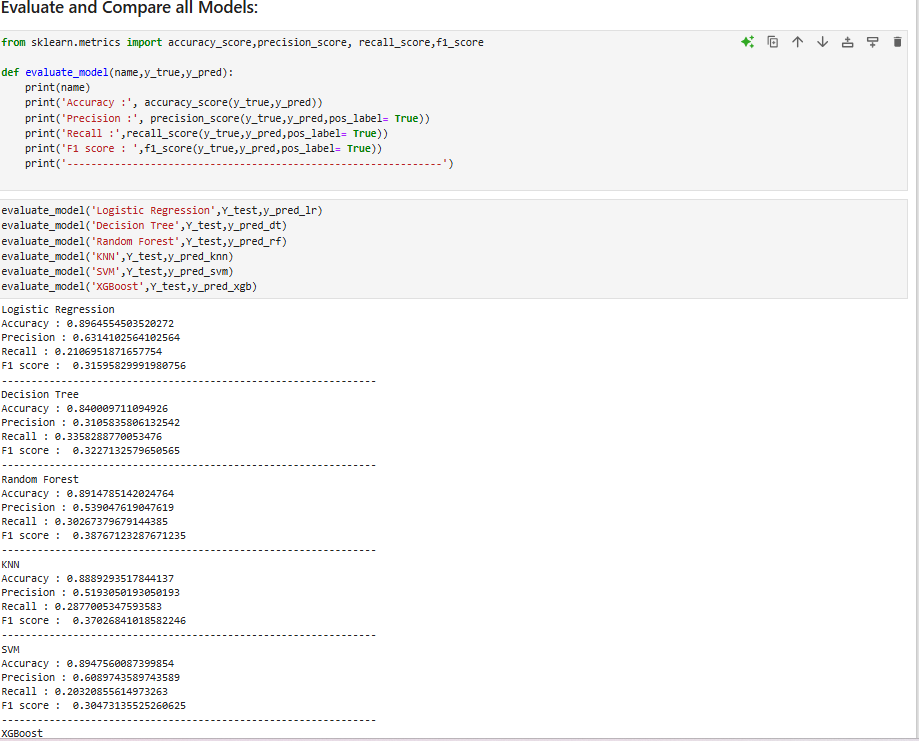 Evaluate and Compare all Models:
from sklearn.metrics import accuracy_score,precision_score, recall_score,f1_score
def evaluate_model(name,y_true,y_pred):
    print(name)
    print('Accuracy :', accuracy_score(y_true,y_pred))
    print('Precision :', precision_score(y_true,y_pred,pos_label= True))
    print('Recall :',recall_score(y_true,y_pred,pos_label= True))
    print('F1 score : ',f1_score(y_true,y_pred,pos_label= True))
    print('--------------------------------------------------------------')
evaluate_model('Logistic Regression',Y_test,y_pred_lr)
evaluate_model('Decision Tree',Y_test,y_pred_dt)
evaluate_model('Random Forest',Y_test,y_pred_rf)
evaluate_model('KNN',Y_test,y_pred_knn)
evaluate_model('SVM',Y_test,y_pred_svm)
evaluate_model('XGBoost',Y_test,y_pred_xgb)
Logistic Regression
Accuracy : 0.8964554503520272
Precision : 0.6314102564102564
Recall : 0.2106951871657754
F1 score :  0.31595829991980756
--------------------------------------------------------------
Decision Tree
Accuracy : 0.840009711094926
Precision : 0.3105835806132542
Recall : 0.3358288770053476
F1 score :  0.3227132579650565
--------------------------------------------------------------
Random Forest
Accuracy : 0.8914785142024764
Precision : 0.539047619047619
Recall : 0.30267379679144385
F1 score :  0.38767123287671235
--------------------------------------------------------------
KNN
Accuracy : 0.8889293517844137
Precision : 0.5193050193050193
Recall : 0.2877005347593583
F1 score :  0.37026841018582246
--------------------------------------------------------------
SVM
Accuracy : 0.8947560087399854
Precision : 0.6089743589743589
Recall : 0.20320855614973263
F1 score :  0.30473135525260625
--------------------------------------------------------------
XGBoost